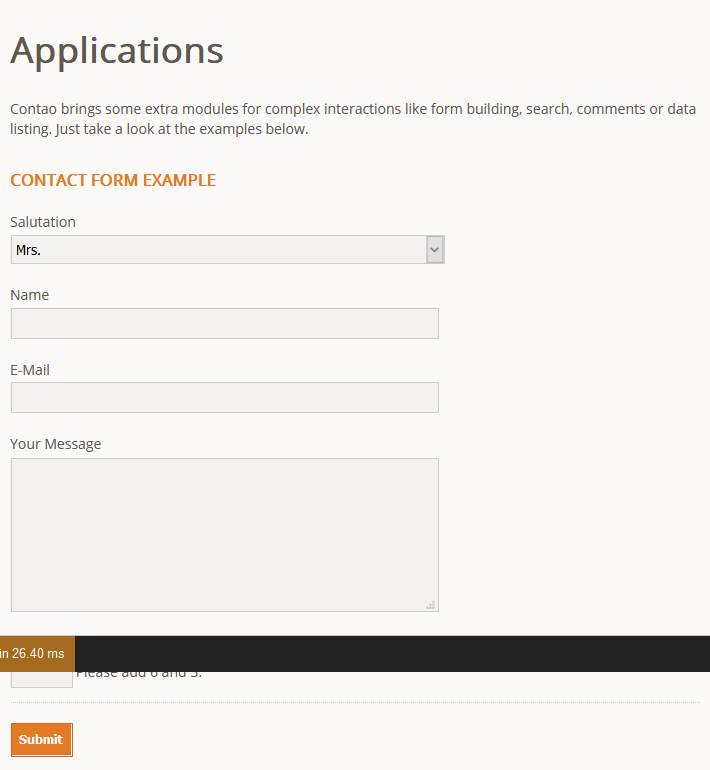 Applications
Contao brings some extra modules for complex interactions like form building, search, comments or data
listing. Just take a look at the examples below.
CONTACT FORM EXAMPLE
Salutation
Mrs.
Name
E-Mail
Your Message
in 26.40 ms
Please add 6 and
Submit